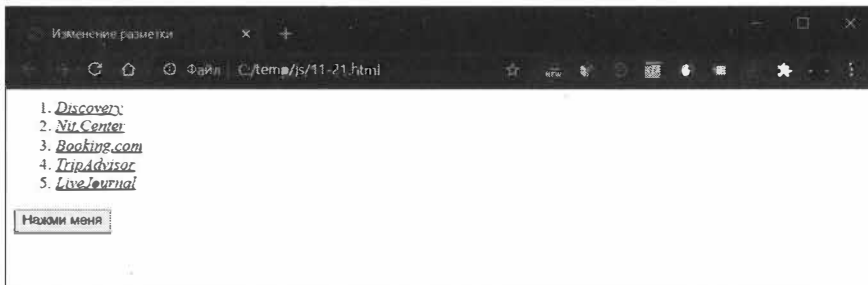 Изменение разметки
Файл C:/temp/js/11-21.html
1. Discovery
2. Nit.Center
3. Booking.com
4. TripAdvisor
5. LiveJournal
Нажми меня